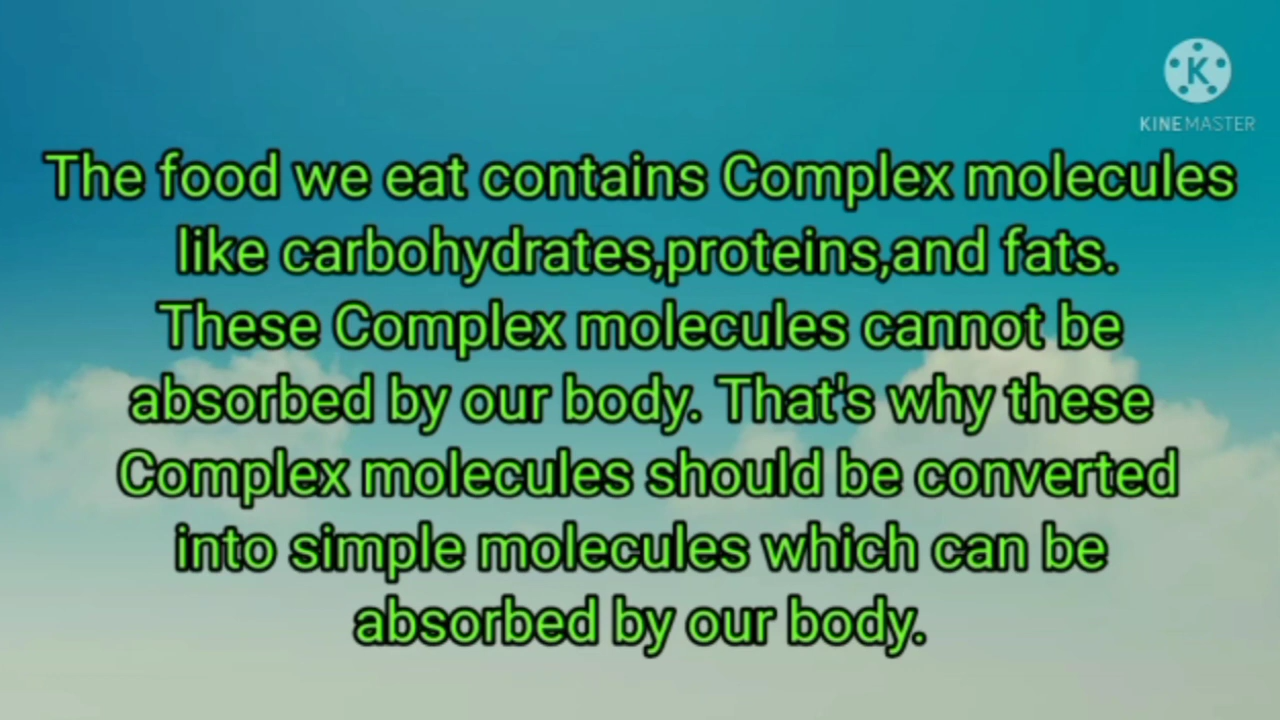 KINEMASTER
The food we eat contains Complex molecules
like carbohydrates,proteins,and fats.
These Complex molecules cannot be
absorbed by our body. That's why these
Complex molecules should be converted
into simple molecules which can be
absorbed by our body.